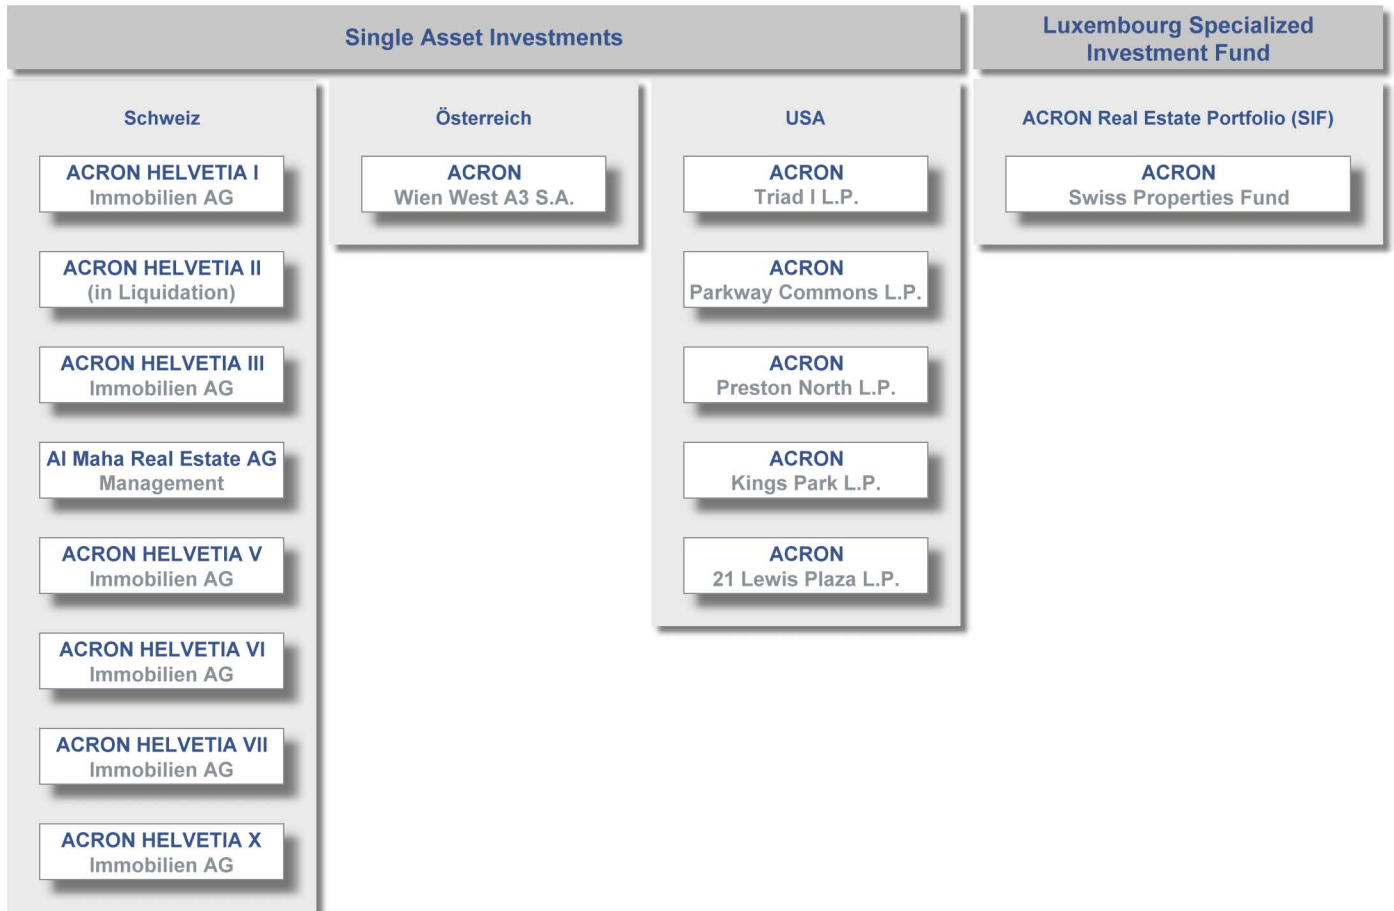 Single Asset Investments
Luxembourg Specialized
Investment Fund
Schweiz
ACRON HELVETIA I
Immobilien AG
ACRON HELVETIA II
(in Liquidation)
ACRON HELVETIA III
Immobilien AG
Al Maha Real Estate AG
Management
ACRON HELVETIA V
Immobilien AG
ACRON HELVETIA VI
Immobilien AG
ACRON HELVETIA VII
Immobilien AG
ACRON HELVETIA X
Immobilien AG
Österreich
ACRON
Wien West A3 S.A.
USA
ACRON
Triad I L.P.
ACRON
Parkway Commons L.P.
ACRON
Preston North L.P.
ACRON
Kings Park L.P.
ACRON
21 Lewis Plaza L.P.
ACRON Real Estate Portfolio (SIF)
ACRON
Swiss Properties Fund